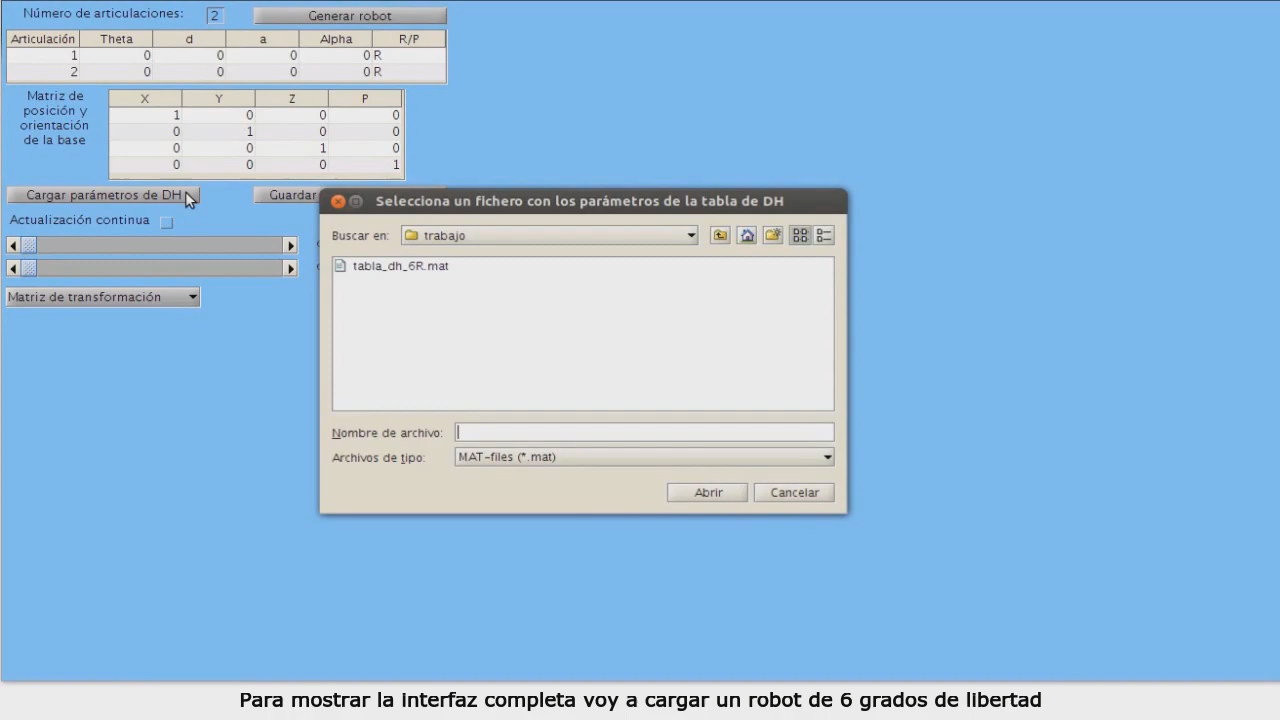 Número de articulaciones: 2 Generar robot
Articulación Theta d a Alpha R/P
1 0 0 0 0 R
2 0 0 0 0 R
Matriz de
posición y
orientación
de la base
X Y Z P
1 0 0 0
0 1 0 0
0 0 1 0
0 0 0 1
Cargar parámetros de DH Guardar
Actualización continua
Matriz de transformación
Selecciona un fichero con los parámetros de la tabla de DH
Buscar en: trabajo
tabla_dh_6R.mat
Nombre de archivo:
Archivos de tipo: MAT-files (*.mat)
Abrir Cancelar
Para mostrar la interfaz completa voy a cargar un robot de 6 grados de libertad